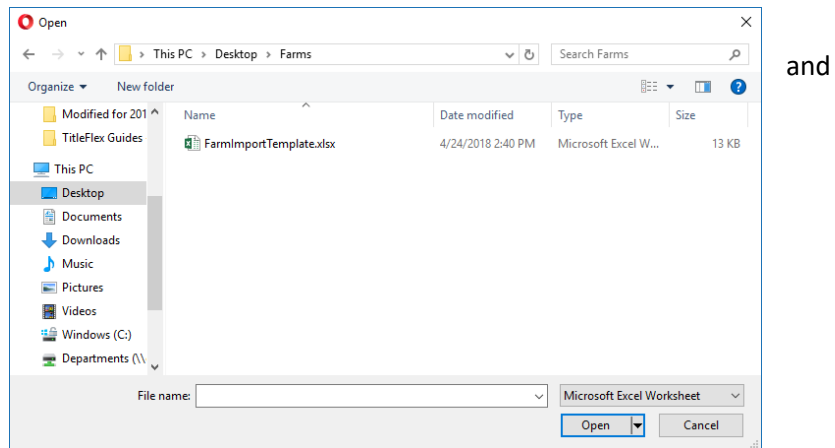 Open
This PC > Desktop > Farms
Search Farms
and
Organize
New folder
Name
Date modified
Type
Size
Modified for 201
TitleFlex Guides
This PC
Desktop
Documents
Downloads
Music
Pictures
Videos
Windows (C:)
Departments (\\
FarmImportTemplate.xlsx
4/24/2018 2:40 PM
Microsoft Excel W...
13 KB
File name:
Microsoft Excel Worksheet
Open
Cancel